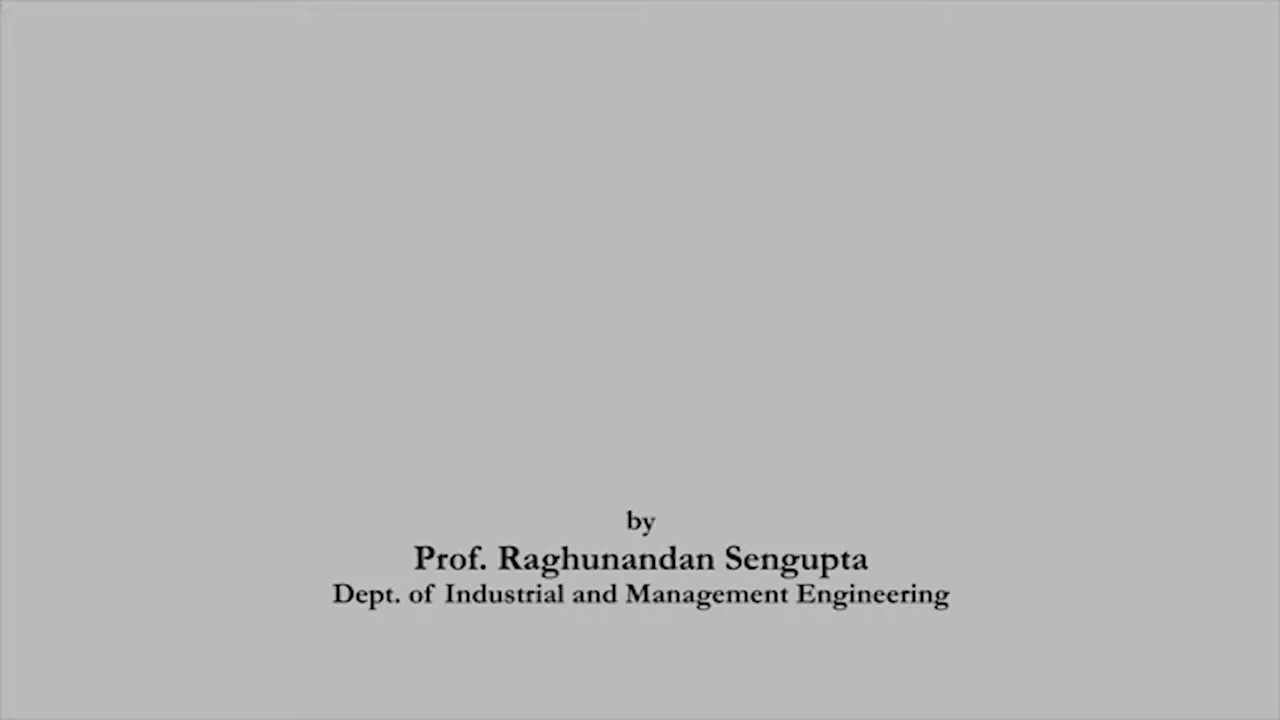 by
Prof. Raghunandan Sengupta
Dept. of Industrial and Management Engineering